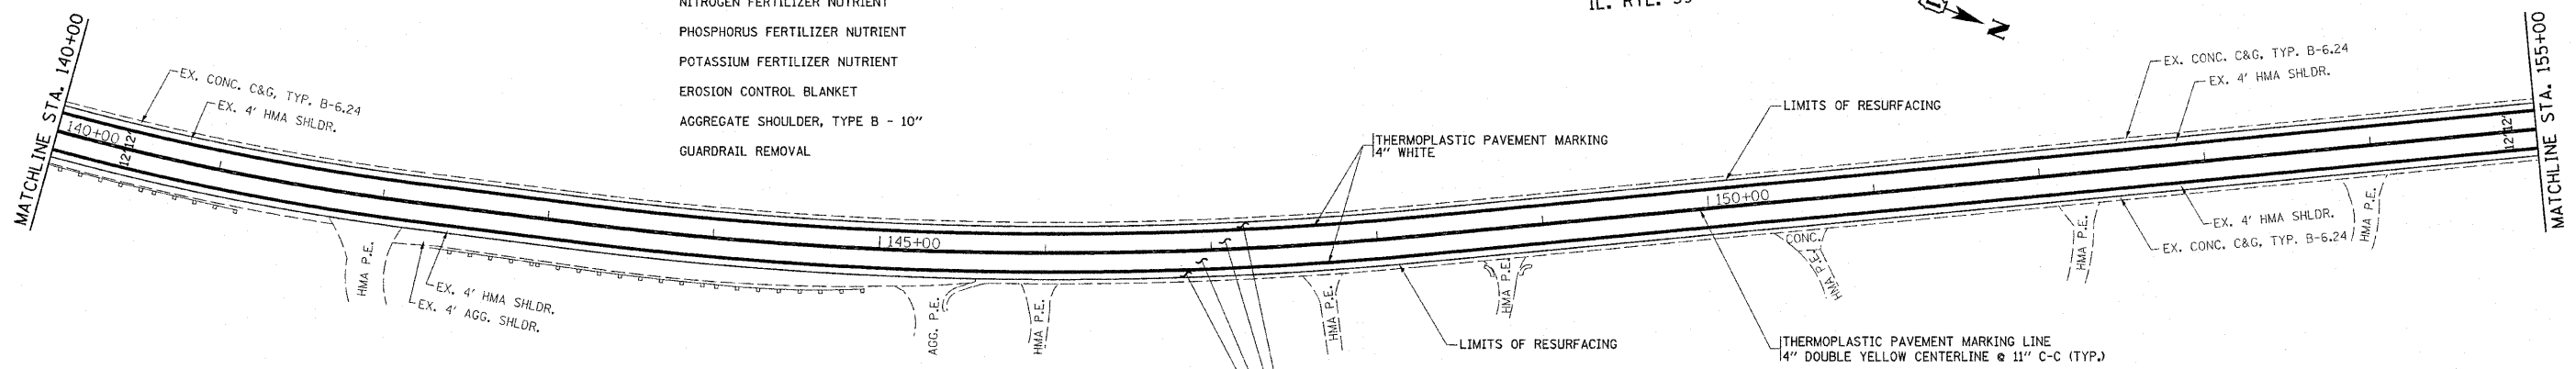 NITROGEN FERTILIZER NUTRIENT
PHOSPHORUS FERTILIZER NUTRIENT
POTASSIUM FERTILIZER NUTRIENT
EROSION CONTROL BLANKET
AGGREGATE SHOULDER, TYPE B - 10"
GUARDRAIL REMOVAL
N
MATCHLINE STA. 140+00
EX. CONC. C&G, TYP. B-6.24
EX. 4' HMA SHLDR.
140+00
12'
12'
HMA P.E.
EX. 4' HMA SHLDR.
EX. 4' AGG. SHLDR.
145+00
AGG. P.E.
HMA P.E.
THERMOPLASTIC PAVEMENT MARKING
4" WHITE
HMA P.E.
LIMITS OF RESURFACING
HMA P.E.
LIMITS OF RESURFACING
150+00
CONC.
HMA P.E.
THERMOPLASTIC PAVEMENT MARKING LINE
4" DOUBLE YELLOW CENTERLINE @ 11" C-C (TYP.)
EX. CONC. C&G, TYP. B-6.24
EX. 4' HMA SHLDR.
HMA P.E.
EX. 4' HMA SHLDR.
EX. CONC. C&G, TYP. B-6.24
HMA P.E.
12'
12'
MATCHLINE STA. 155+00